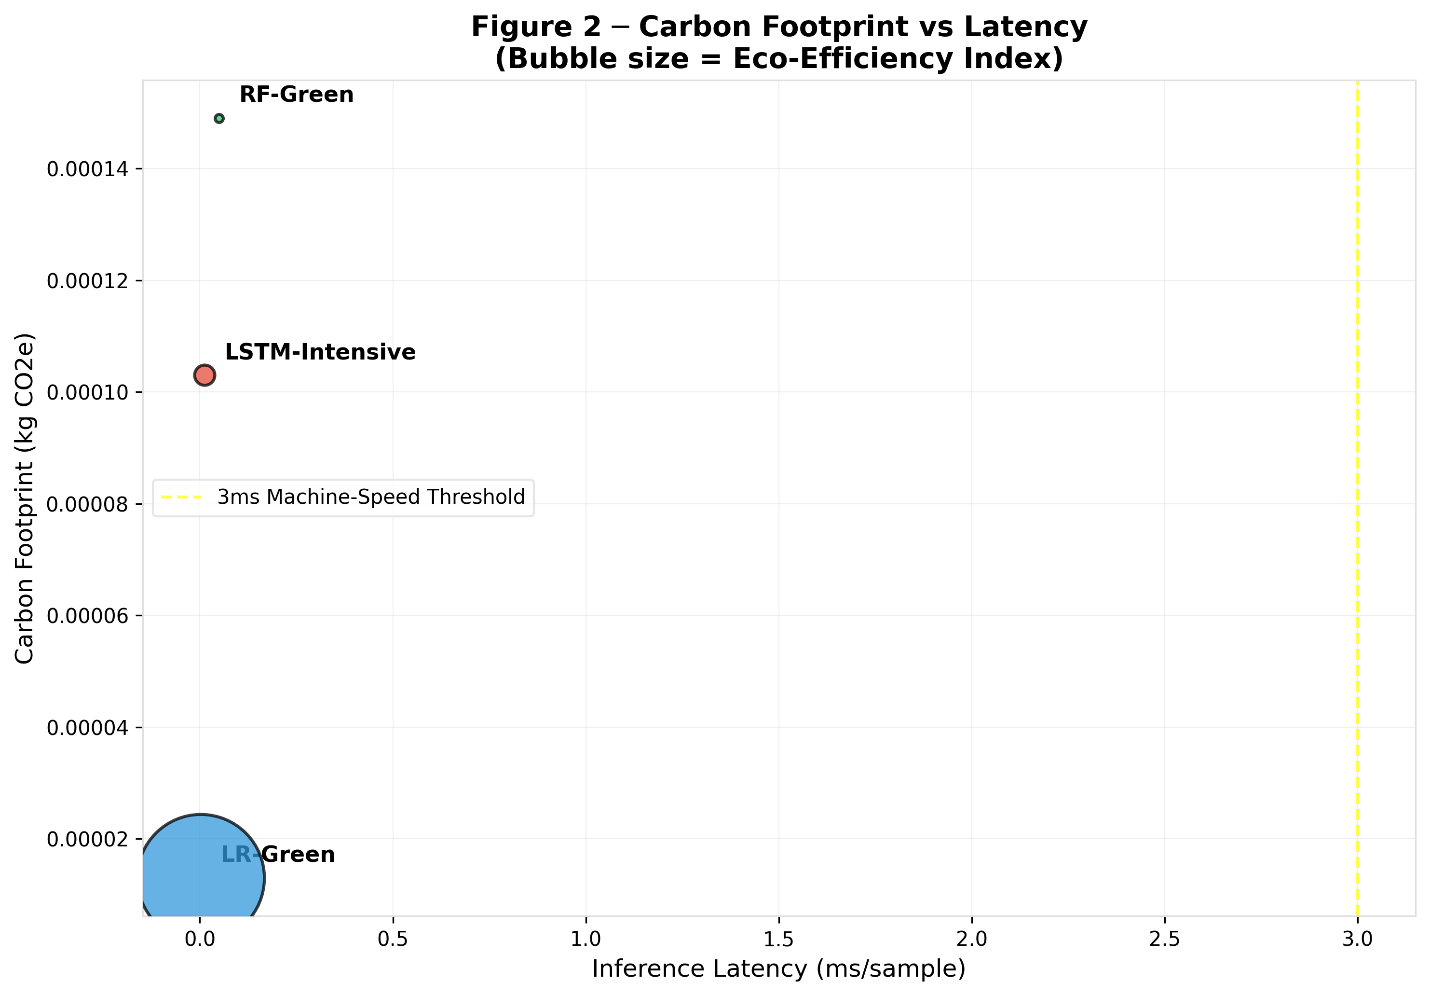 Figure 2 — Carbon Footprint vs Latency
(Bubble size = Eco-Efficiency Index)
RF-Green
LSTM-Intensive
3ms Machine-Speed Threshold
LR-Green
Carbon Footprint (kg CO2e)
0.00014
0.00012
0.00010
0.00008
0.00006
0.00004
0.00002
0.0 0.5 1.0 1.5 2.0 2.5 3.0
Inference Latency (ms/sample)